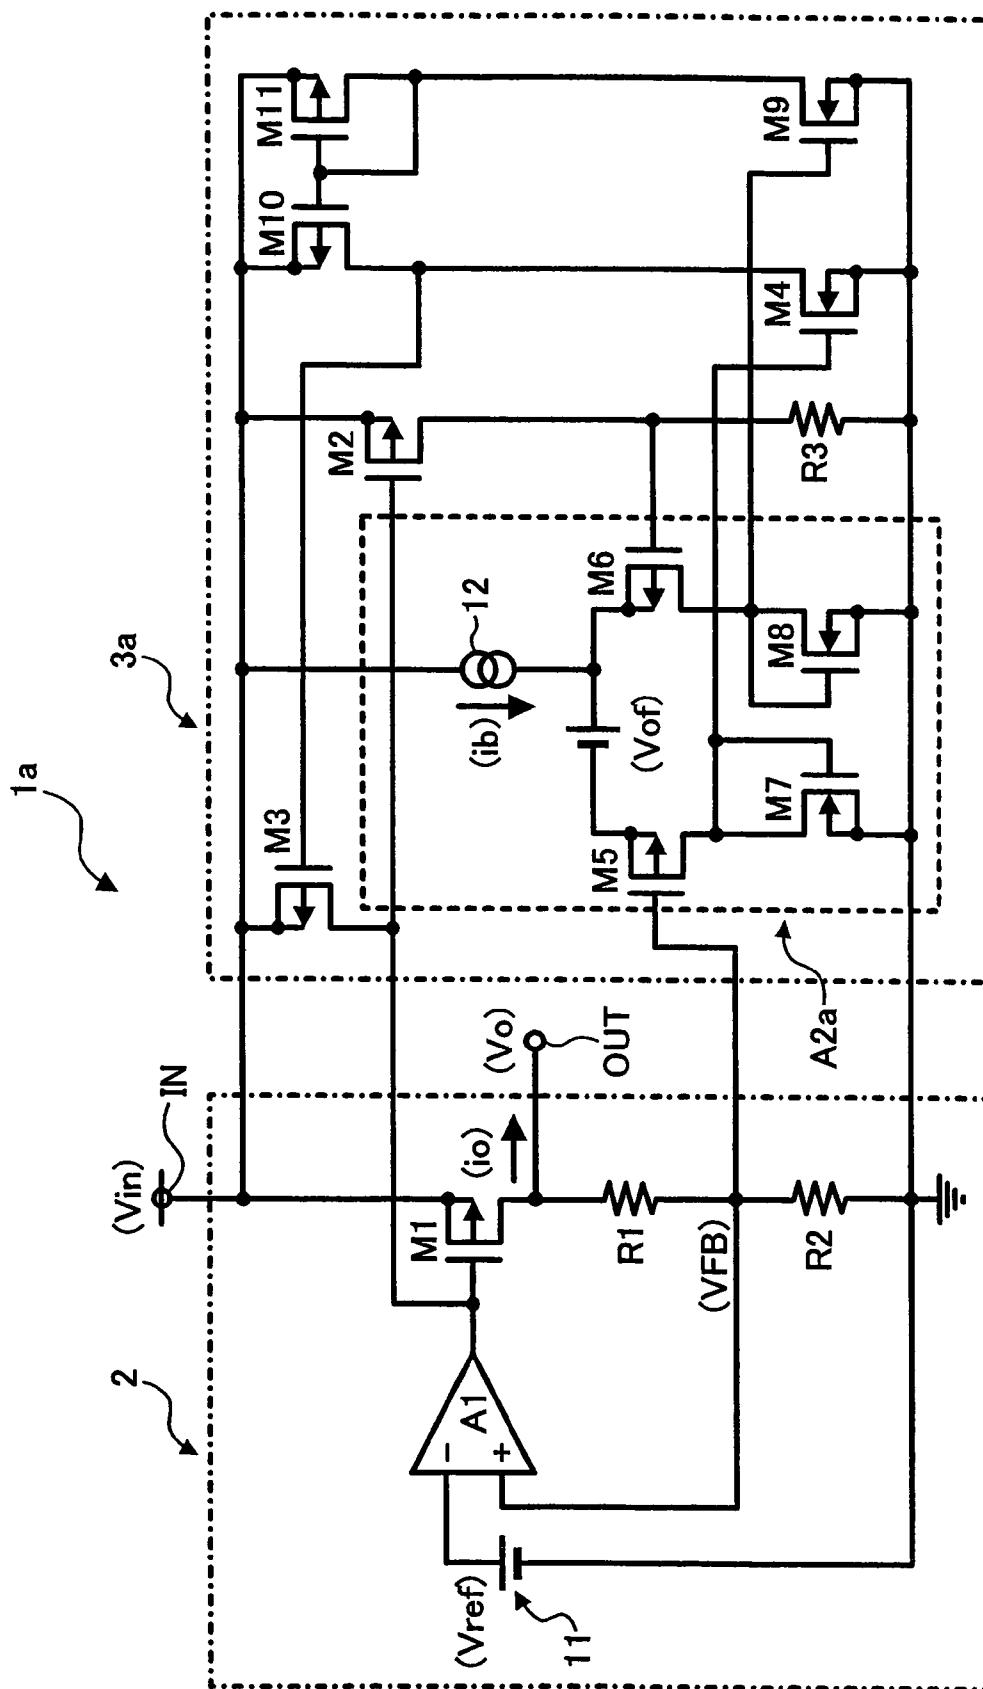 1a
2
3a
(Vin)
IN
M3
M2
M10
M11
M1
(io)
(Vo)
OUT
A1
−
+
(Vref)
11
R1
(VFB)
R2
A2a
12
(ib)
(Vof)
M5
M6
M7
M8
R3
M4
M9